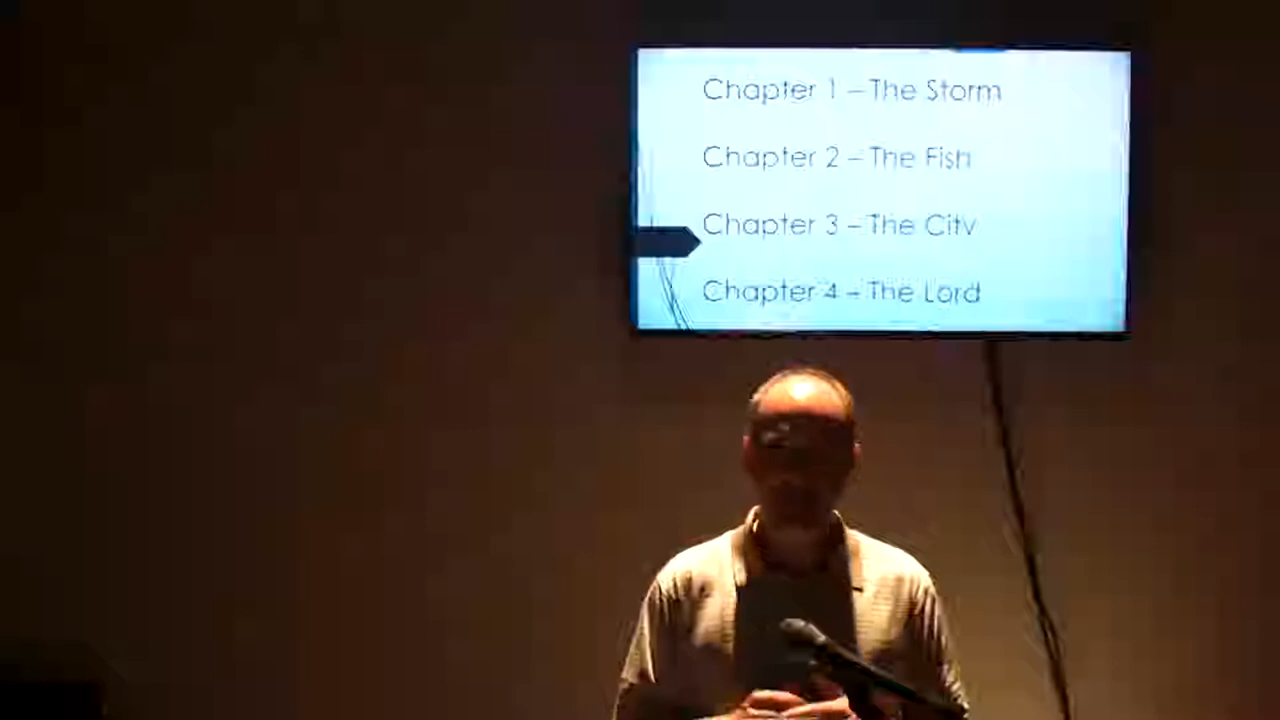 Chapter 1 – The Storm
Chapter 2 – The Fish
Chapter 3 – The City
Chapter 4 – The Lord